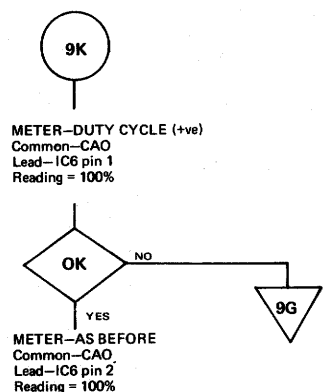 9K
METER—DUTY CYCLE (+ve)
Common—CAO
Lead—IC6 pin 1
Reading = 100%
OK
NO
9G
YES
METER—AS BEFORE
Common—CAO
Lead—IC6 pin 2
Reading = 100%